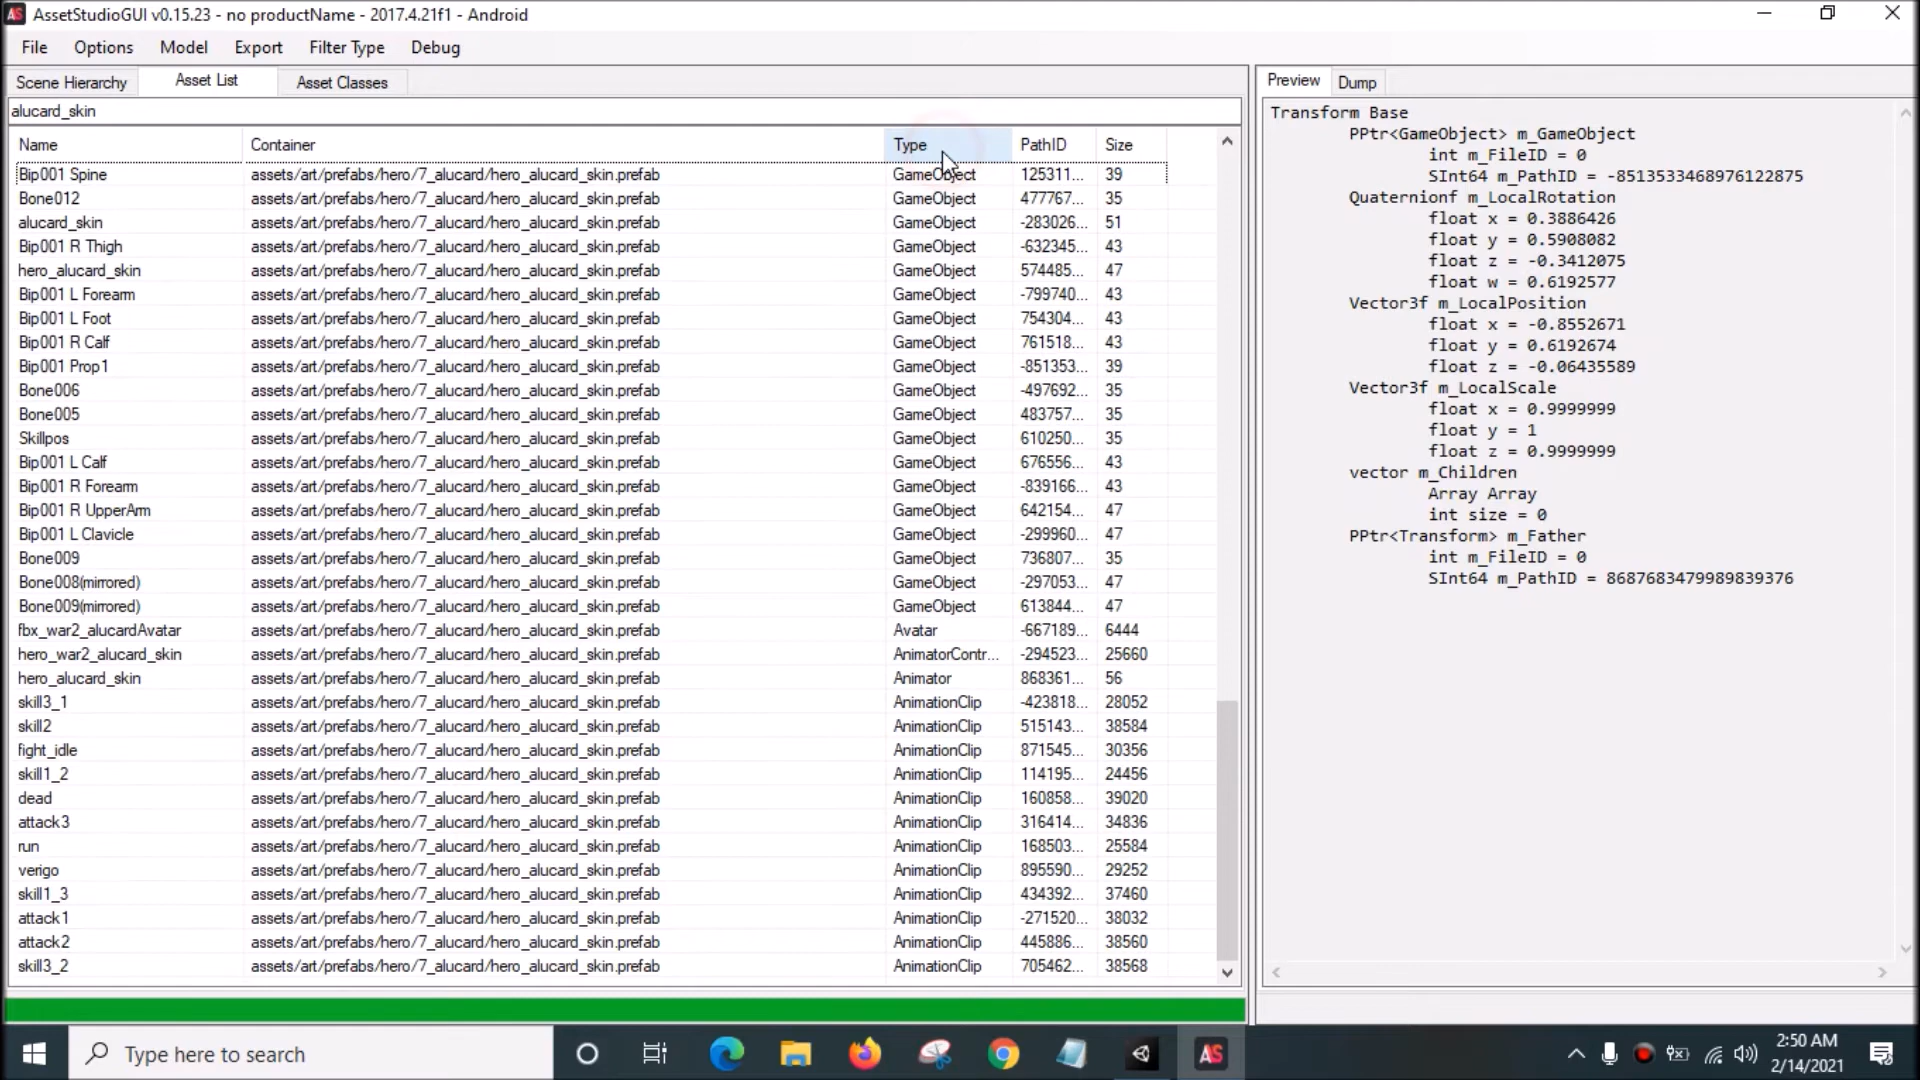 AssetStudioGUI v0.15.23 - no productName - 2017.4.21f1 - Android
File Options Model Export Filter Type Debug
Scene Hierarchy Asset List Asset Classes
alucard_skin
Name Container Type PathID Size
Bip001 Spine assets/art/prefabs/hero/7_alucard/hero_alucard_skin.prefab GameObject 125311... 39
Bone012 assets/art/prefabs/hero/7_alucard/hero_alucard_skin.prefab GameObject 477767... 35
alucard_skin assets/art/prefabs/hero/7_alucard/hero_alucard_skin.prefab GameObject -283026... 51
Bip001 R Thigh assets/art/prefabs/hero/7_alucard/hero_alucard_skin.prefab GameObject -632345... 43
hero_alucard_skin assets/art/prefabs/hero/7_alucard/hero_alucard_skin.prefab GameObject 574485... 47
Bip001 L Forearm assets/art/prefabs/hero/7_alucard/hero_alucard_skin.prefab GameObject -799740... 43
Bip001 L Foot assets/art/prefabs/hero/7_alucard/hero_alucard_skin.prefab GameObject 754304... 43
Bip001 R Calf assets/art/prefabs/hero/7_alucard/hero_alucard_skin.prefab GameObject 761518... 43
Bip001 Prop1 assets/art/prefabs/hero/7_alucard/hero_alucard_skin.prefab GameObject -851353... 39
Bone006 assets/art/prefabs/hero/7_alucard/hero_alucard_skin.prefab GameObject -497692... 35
Bone005 assets/art/prefabs/hero/7_alucard/hero_alucard_skin.prefab GameObject 483757... 35
Skillpos assets/art/prefabs/hero/7_alucard/hero_alucard_skin.prefab GameObject 610250... 35
Bip001 L Calf assets/art/prefabs/hero/7_alucard/hero_alucard_skin.prefab GameObject 676556... 43
Bip001 R Forearm assets/art/prefabs/hero/7_alucard/hero_alucard_skin.prefab GameObject -839166... 43
Bip001 R UpperArm assets/art/prefabs/hero/7_alucard/hero_alucard_skin.prefab GameObject 642154... 47
Bip001 L Clavicle assets/art/prefabs/hero/7_alucard/hero_alucard_skin.prefab GameObject -299960... 47
Bone009 assets/art/prefabs/hero/7_alucard/hero_alucard_skin.prefab GameObject 736807... 35
Bone008(mirrored) assets/art/prefabs/hero/7_alucard/hero_alucard_skin.prefab GameObject -297053... 47
Bone009(mirrored) assets/art/prefabs/hero/7_alucard/hero_alucard_skin.prefab GameObject 613844... 47
fbx_war2_alucardAvatar assets/art/prefabs/hero/7_alucard/hero_alucard_skin.prefab Avatar -667189... 6444
hero_war2_alucard_skin assets/art/prefabs/hero/7_alucard/hero_alucard_skin.prefab AnimatorContr... -294523... 25660
hero_alucard_skin assets/art/prefabs/hero/7_alucard/hero_alucard_skin.prefab Animator 868361... 56
skill3_1 assets/art/prefabs/hero/7_alucard/hero_alucard_skin.prefab AnimationClip -423818... 28052
skill2 assets/art/prefabs/hero/7_alucard/hero_alucard_skin.prefab AnimationClip 515143... 38584
fight_idle assets/art/prefabs/hero/7_alucard/hero_alucard_skin.prefab AnimationClip 871545... 30356
skill1_2 assets/art/prefabs/hero/7_alucard/hero_alucard_skin.prefab AnimationClip 114195... 24456
dead assets/art/prefabs/hero/7_alucard/hero_alucard_skin.prefab AnimationClip 160858... 39020
attack3 assets/art/prefabs/hero/7_alucard/hero_alucard_skin.prefab AnimationClip 316414... 34836
run assets/art/prefabs/hero/7_alucard/hero_alucard_skin.prefab AnimationClip 168503... 25584
verigo assets/art/prefabs/hero/7_alucard/hero_alucard_skin.prefab AnimationClip 895590... 29252
skill1_3 assets/art/prefabs/hero/7_alucard/hero_alucard_skin.prefab AnimationClip 434392... 37460
attack1 assets/art/prefabs/hero/7_alucard/hero_alucard_skin.prefab AnimationClip -271520... 38032
attack2 assets/art/prefabs/hero/7_alucard/hero_alucard_skin.prefab AnimationClip 445886... 38560
skill3_2 assets/art/prefabs/hero/7_alucard/hero_alucard_skin.prefab AnimationClip 705462... 38568
Preview Dump
Transform Base
PPtr<GameObject> m_GameObject
int m_FileID = 0
SInt64 m_PathID = -8513533468976122875
Quaternionf m_LocalRotation
float x = 0.3886426
float y = 0.5908082
float z = -0.3412075
float w = 0.6192577
Vector3f m_LocalPosition
float x = -0.8552671
float y = 0.6192674
float z = -0.06435589
Vector3f m_LocalScale
float x = 0.9999999
float y = 1
float z = 0.9999999
vector m_Children
Array Array
int size = 0
PPtr<Transform> m_Father
int m_FileID = 0
SInt64 m_PathID = 8687683479989839376
Type here to search
AS
2:50 AM
2/14/2021